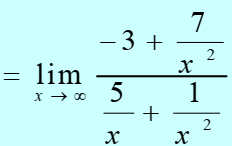 = lim x → ∞ (−3 + 7/x²) / (5/x + 1/x²)